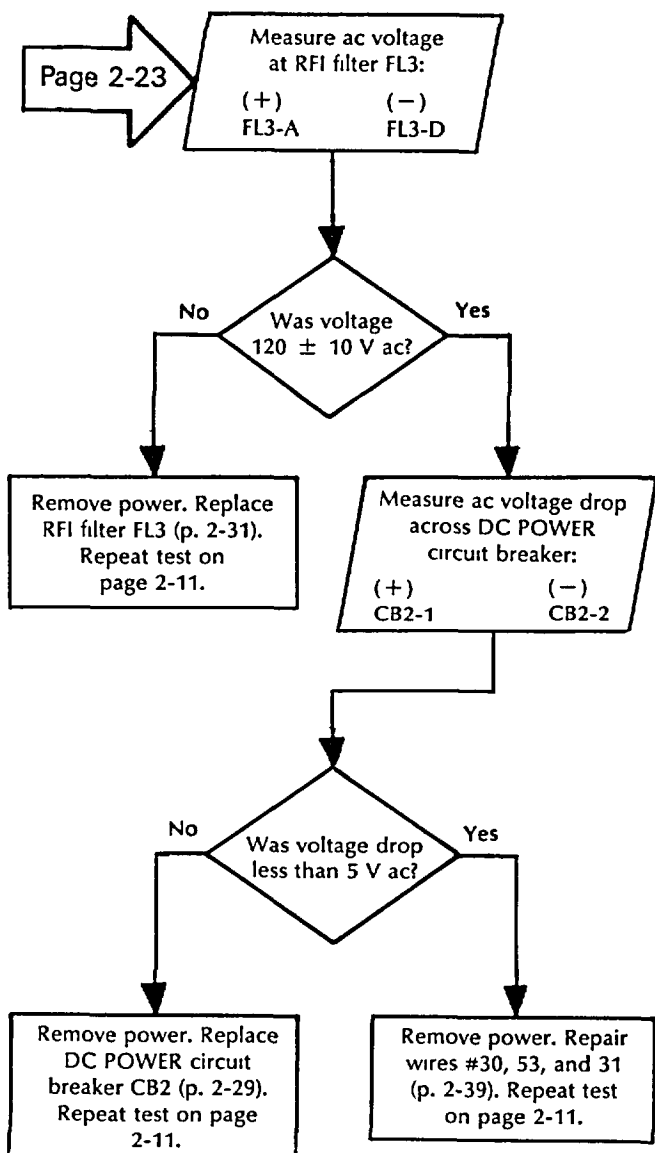 Page 2-23
Measure ac voltage
at RFI filter FL3:
(+) (−)
FL3-A FL3-D
No
Was voltage
120 ± 10 V ac?
Yes
Remove power. Replace
RFI filter FL3 (p. 2-31).
Repeat test on
page 2-11.
Measure ac voltage drop
across DC POWER
circuit breaker:
(+) (−)
CB2-1 CB2-2
No
Was voltage drop
less than 5 V ac?
Yes
Remove power. Replace
DC POWER circuit
breaker CB2 (p. 2-29).
Repeat test on page
2-11.
Remove power. Repair
wires #30, 53, and 31
(p. 2-39). Repeat test
on page 2-11.